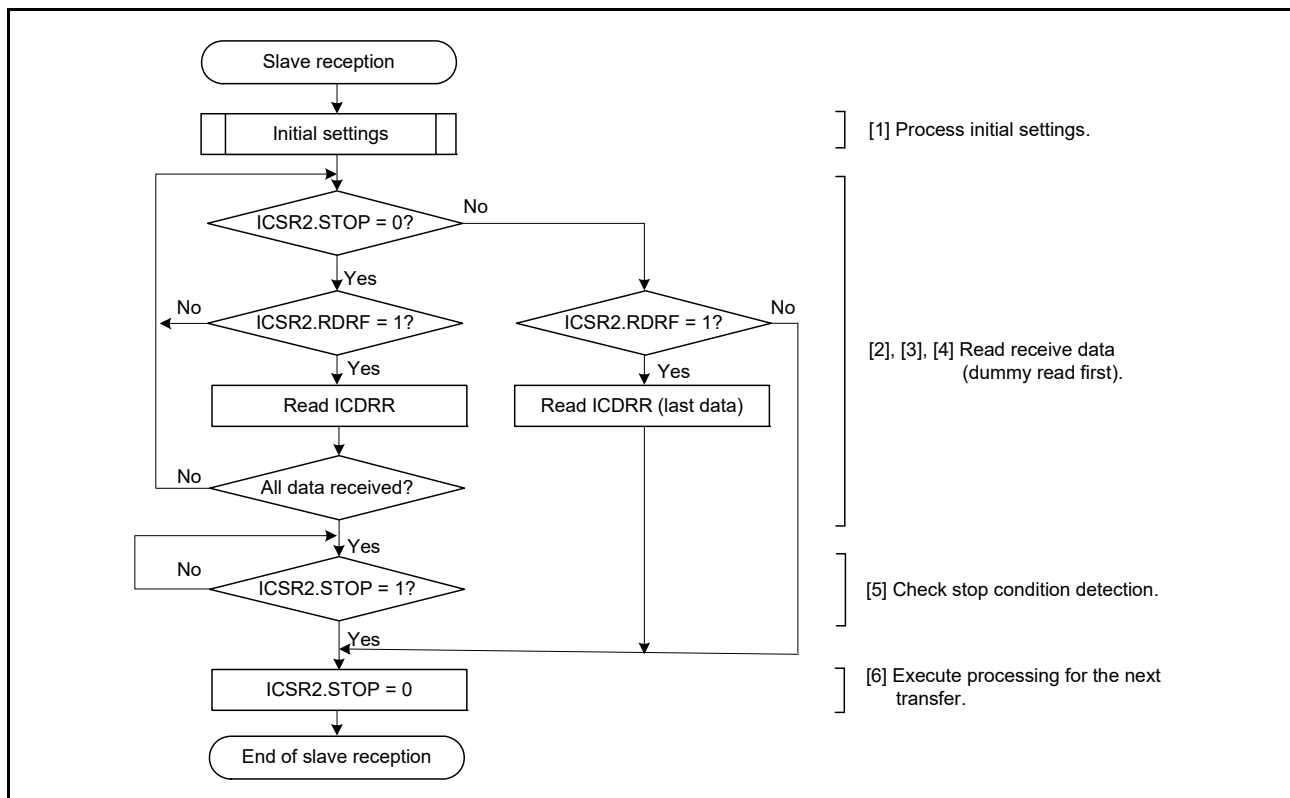 Slave reception
Initial settings
[1] Process initial settings.
ICSR2.STOP = 0?
No
Yes
No
ICSR2.RDRF = 1?
ICSR2.RDRF = 1?
No
[2], [3], [4] Read receive data
(dummy read first).
Yes
Yes
Read ICDRR
Read ICDRR (last data)
No
All data received?
Yes
No
ICSR2.STOP = 1?
[5] Check stop condition detection.
Yes
ICSR2.STOP = 0
[6] Execute processing for the next
transfer.
End of slave reception